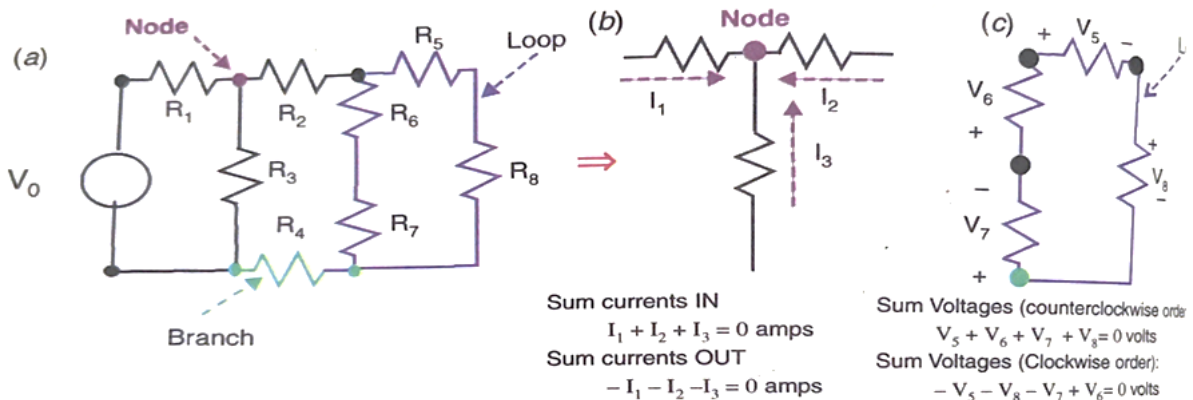 (a)
Node
R₁
R₂
R₃
R₄
R₅
R₆
R₇
R₈
V₀
Loop
Branch
⇒
(b)
Node
I₁
I₂
I₃
Sum currents IN
I₁ + I₂ + I₃ = 0 amps
Sum currents OUT
− I₁ − I₂ − I₃ = 0 amps
(c)
+ V₅ −
V₆
+
−
V₇
+
+
V₈
−
Sum Voltages (counterclockwise orde
V₅ + V₆ + V₇ + V₈ = 0 volts
Sum Voltages (Clockwise order):
− V₅ − V₈ − V₇ + V₆ = 0 volts